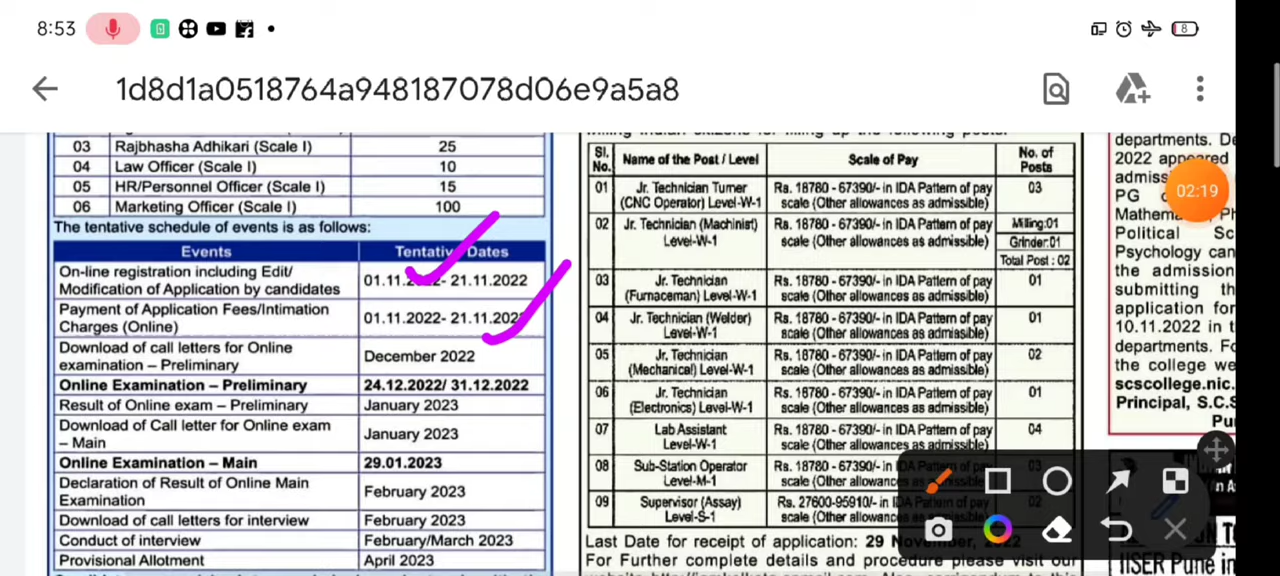 8:53
8
1d8d1a0518764a948187078d06e9a5a8
02:19
03 Rajbhasha Adhikari (Scale I) 25
04 Law Officer (Scale I) 10
05 HR/Personnel Officer (Scale I) 15
06 Marketing Officer (Scale I) 100
The tentative schedule of events is as follows:
Events Tentative Dates
On-line registration including Edit/
Modification of Application by candidates 01.11.2022- 21.11.2022
Payment of Application Fees/Intimation
Charges (Online) 01.11.2022- 21.11.2022
Download of call letters for Online
examination – Preliminary December 2022
Online Examination – Preliminary 24.12.2022/ 31.12.2022
Result of Online exam – Preliminary January 2023
Download of Call letter for Online exam
– Main January 2023
Online Examination – Main 29.01.2023
Declaration of Result of Online Main
Examination February 2023
Download of call letters for interview February 2023
Conduct of interview February/March 2023
Provisional Allotment April 2023
Sl. No. Name of the Post / Level Scale of Pay No. of Posts
01 Jr. Technician Turner
(CNC Operator) Level-W-1 Rs. 18780 - 67390/- in IDA Pattern of pay
scale (Other allowances as admissible) 03
02 Jr. Technician (Machinist)
Level-W-1 Rs. 18780 - 67390/- in IDA Pattern of pay
scale (Other allowances as admissible) Milling:01
Grinder:01
Total Post : 02
03 Jr. Technician
(Furnaceman) Level-W-1 Rs. 18780 - 67390/- in IDA Pattern of pay
scale (Other allowances as admissible) 01
04 Jr. Technician (Welder)
Level-W-1 Rs. 18780 - 67390/- in IDA Pattern of pay
scale (Other allowances as admissible) 01
05 Jr. Technician
(Mechanical) Level-W-1 Rs. 18780 - 67390/- in IDA Pattern of pay
scale (Other allowances as admissible) 02
06 Jr. Technician
(Electronics) Level-W-1 Rs. 18780 - 67390/- in IDA Pattern of pay
scale (Other allowances as admissible) 01
07 Lab Assistant
Level-W-1 Rs. 18780 - 67390/- in IDA Pattern of pay
scale (Other allowances as admissible) 04
08 Sub-Station Operator
Level-M-1 Rs. 18780 - 67390/- in IDA Pattern of pay
scale (Other allowances as admissible) 03
09 Supervisor (Assay)
Level-S-1 Rs. 27600-95910/- in IDA Pattern of pay
scale (Other allowances as admissible) 02
Last Date for receipt of application: 29 November, 2022
For Further complete details and procedure please visit our
departments.
2022 appeared
PG
Political
Psychology can
the admission
submitting
application for
10.11.2022 in
departments.
the college we
scscollege.nic.
Principal, S.C.S
IISER Pune in